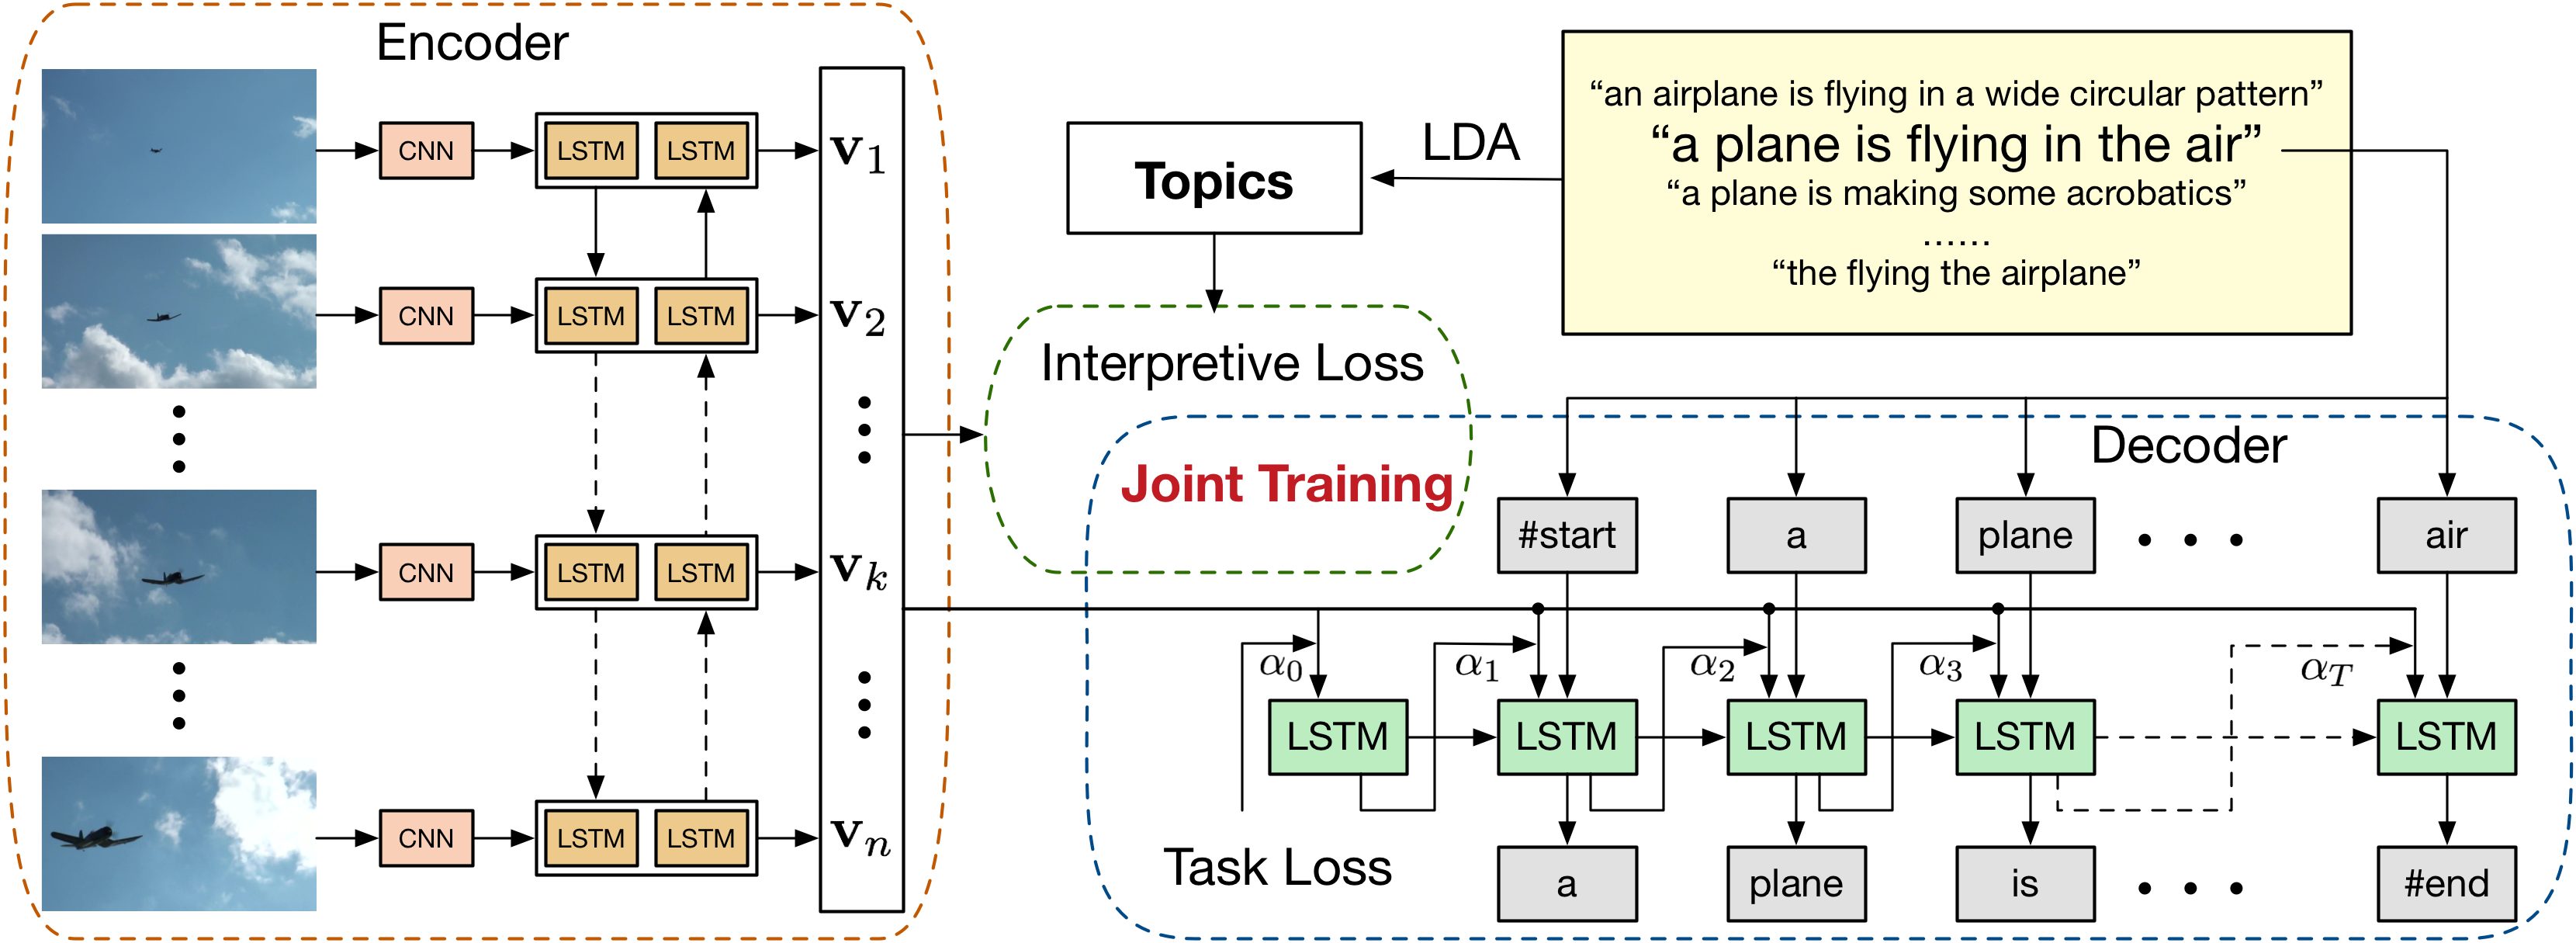 Encoder
CNN
LSTM LSTM
v1
CNN
LSTM LSTM
v2
CNN
LSTM LSTM
vk
CNN
LSTM LSTM
vn
Topics
LDA
“an airplane is flying in a wide circular pattern”
“a plane is flying in the air”
“a plane is making some acrobatics”
......
“the flying the airplane”
Interpretive Loss
Joint Training
Decoder
#start a plane air
α0 α1 α2 α3 αT
LSTM LSTM LSTM LSTM LSTM
Task Loss
a plane is #end